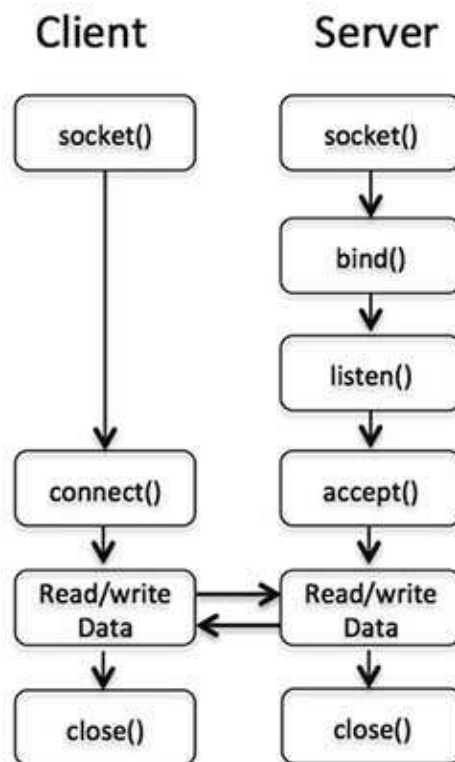 Client
Server
socket()
socket()
bind()
listen()
connect()
accept()
Read/write
Data
Read/write
Data
close()
close()